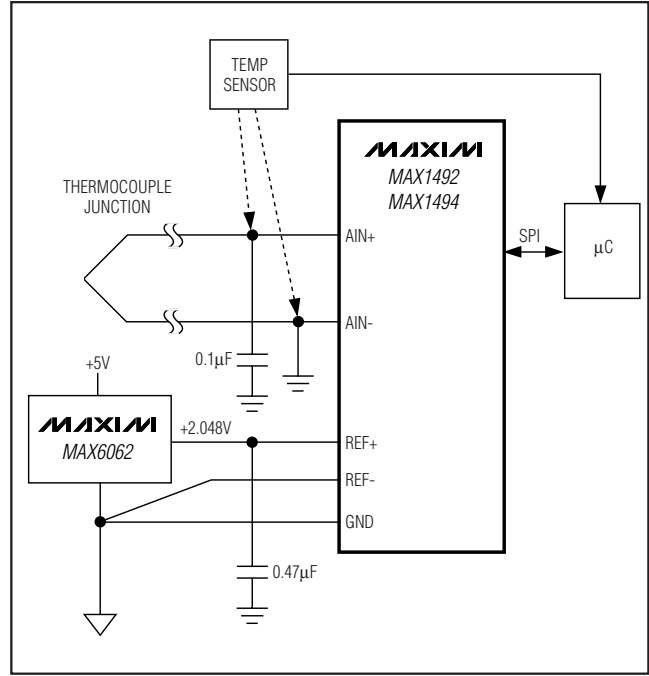 TEMP
SENSOR
MAXIM
MAX1492
MAX1494
THERMOCOUPLE
JUNCTION
AIN+
SPI
µC
AIN-
0.1µF
+5V
MAXIM
MAX6062
+2.048V
REF+
REF-
GND
0.47µF